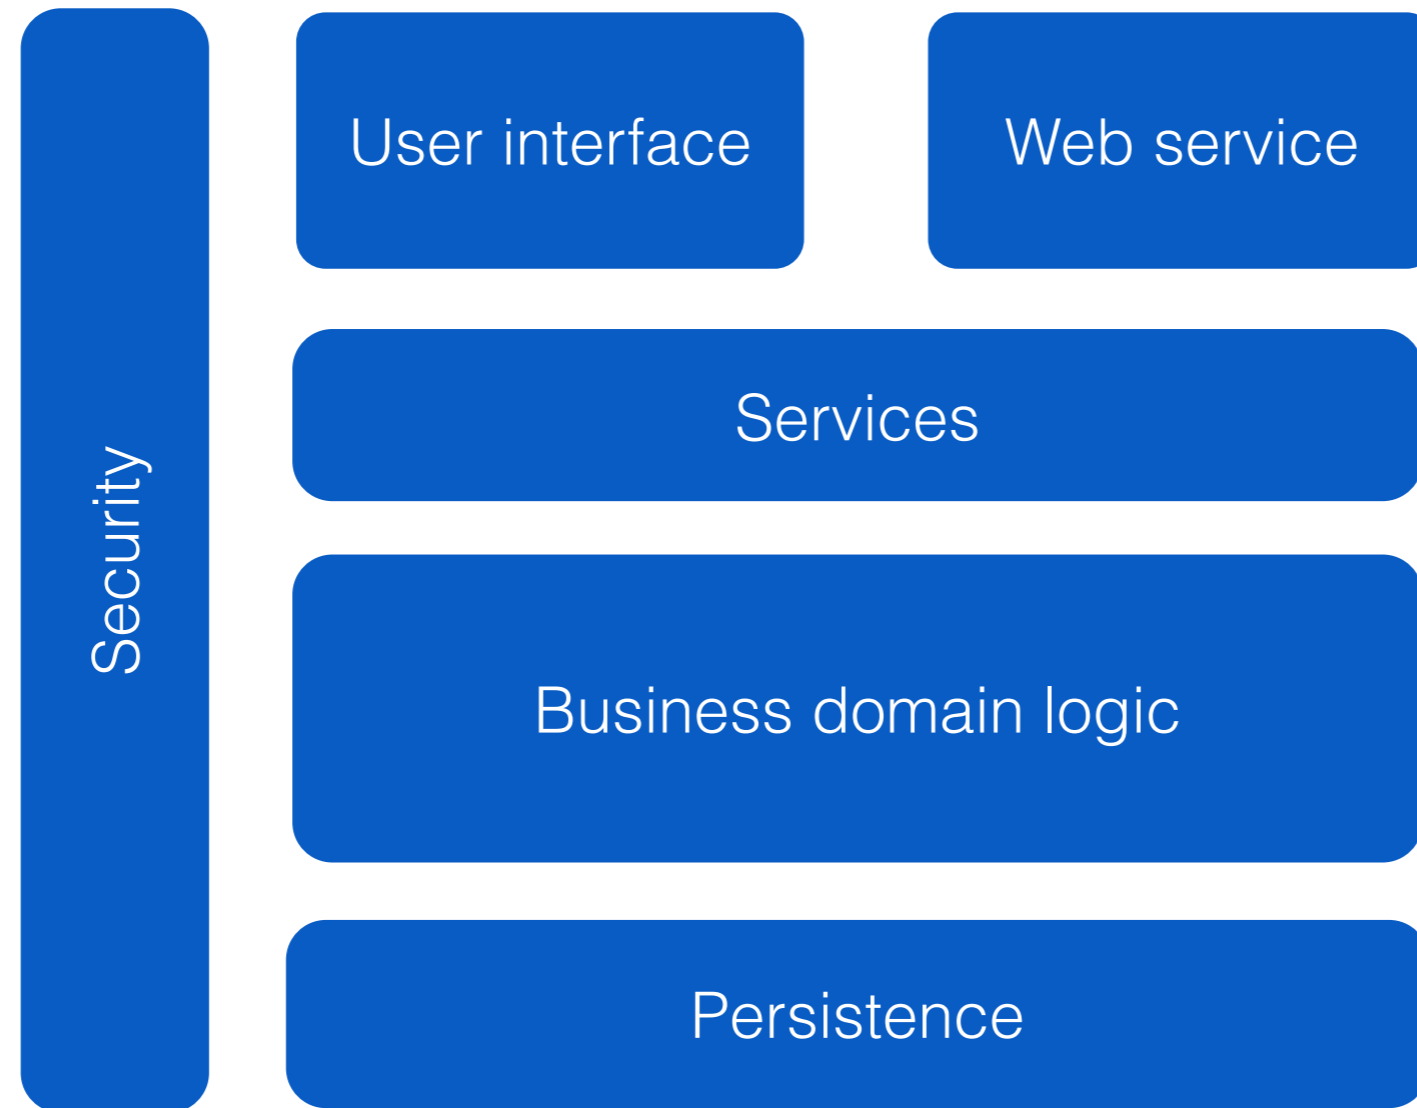 Security
User interface
Web service
Services
Business domain logic
Persistence